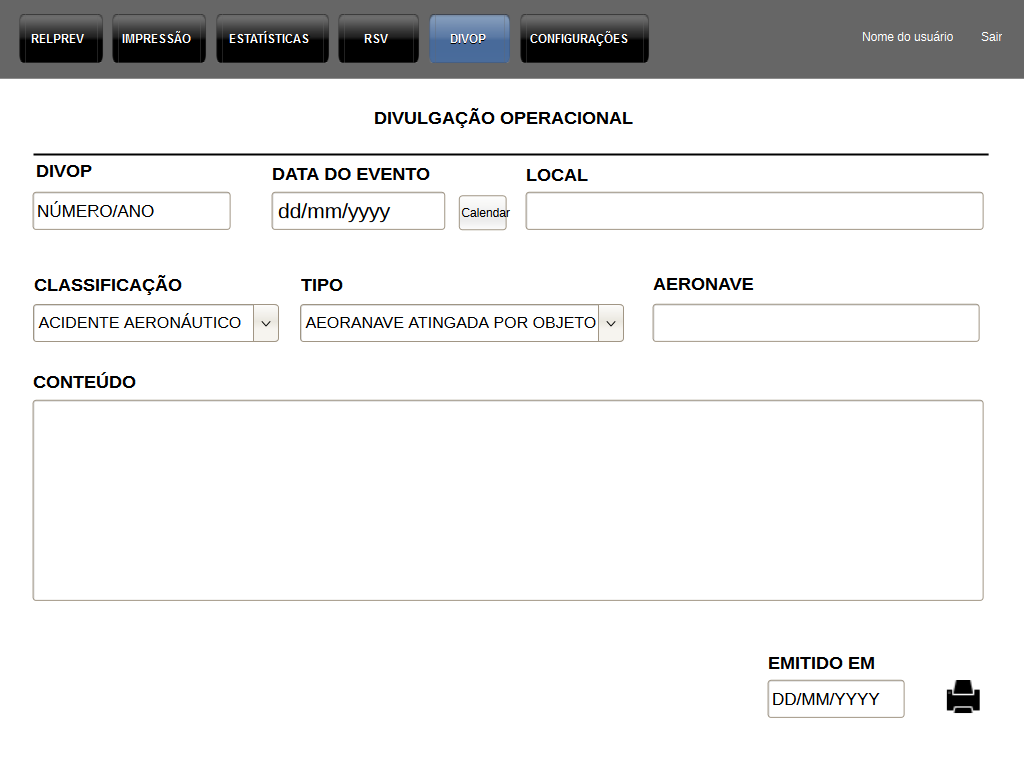 RELPREV IMPRESSÃO ESTATÍSTICAS RSV DIVOP CONFIGURAÇÕES Nome do usuário Sair
DIVULGAÇÃO OPERACIONAL
DIVOP DATA DO EVENTO LOCAL
NÚMERO/ANO dd/mm/yyyy Calendar
CLASSIFICAÇÃO TIPO AERONAVE
ACIDENTE AERONÁUTICO AEORANAVE ATINGADA POR OBJETO
CONTEÚDO
EMITIDO EM
DD/MM/YYYY